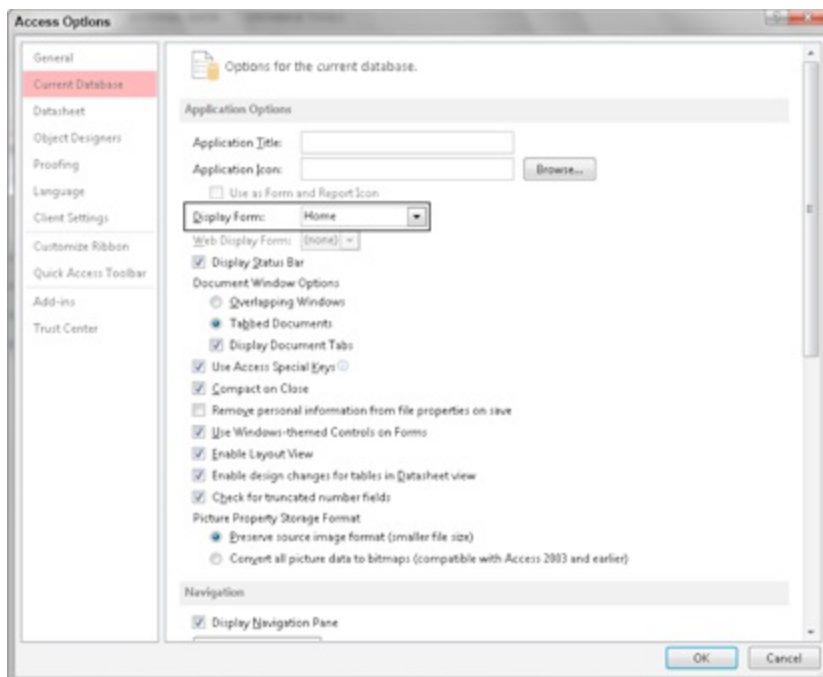 Access Options
General
Current Database
Datasheet
Object Designers
Proofing
Language
Client Settings
Customize Ribbon
Quick Access Toolbar
Add-ins
Trust Center
Options for the current database.
Application Options
Application Title:
Application Icon:
Browse...
Use as Form and Report Icon
Display Form: Home
Web Display Form: (none)
Display Status Bar
Document Window Options
Overlapping Windows
Tabbed Documents
Display Document Tabs
Use Access Special Keys
Compact on Close
Remove personal information from file properties on save
Use Windows-themed Controls on Forms
Enable Layout View
Enable design changes for tables in Datasheet view
Check for truncated number fields
Picture Property Storage Format
Preserve source image format (smaller file size)
Convert all picture data to bitmaps (compatible with Access 2003 and earlier)
Navigation
Display Navigation Pane
OK Cancel